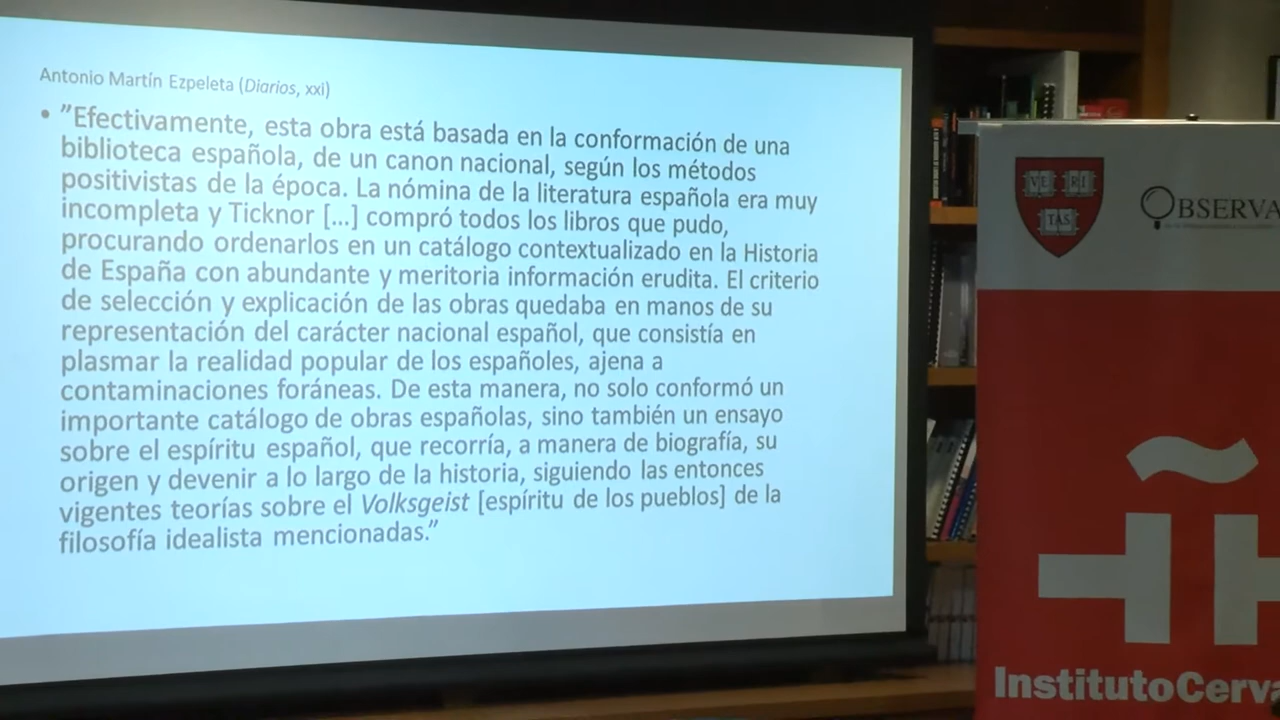 Antonio Martín Ezpeleta (Diarios, xxi)
• ”Efectivamente, esta obra está basada en la conformación de una
biblioteca española, de un canon nacional, según los métodos
positivistas de la época. La nómina de la literatura española era muy
incompleta y Ticknor [...] compró todos los libros que pudo,
procurando ordenarlos en un catálogo contextualizado en la Historia
de España con abundante y meritoria información erudita. El criterio
de selección y explicación de las obras quedaba en manos de su
representación del carácter nacional español, que consistía en
plasmar la realidad popular de los españoles, ajena a
contaminaciones foráneas. De esta manera, no solo conformó un
importante catálogo de obras españolas, sino también un ensayo
sobre el espíritu español, que recorría, a manera de biografía, su
origen y devenir a lo largo de la historia, siguiendo las entonces
vigentes teorías sobre el Volksgeist [espíritu de los pueblos] de la
filosofía idealista mencionadas.”
VE RI
TAS
OBSERVA
InstitutoCerva